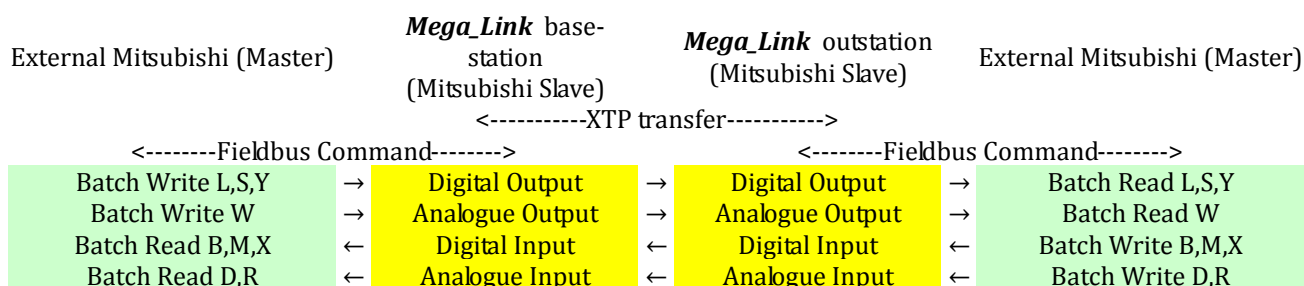 External Mitsubishi (Master) Mega_Link base-station (Mitsubishi Slave) Mega_Link outstation (Mitsubishi Slave) External Mitsubishi (Master)
<-----------XTP transfer----------->
<--------Fieldbus Command--------> <--------Fieldbus Command-------->
Batch Write L,S,Y → Digital Output → Digital Output → Batch Read L,S,Y
Batch Write W → Analogue Output → Analogue Output → Batch Read W
Batch Read B,M,X ← Digital Input ← Digital Input ← Batch Write B,M,X
Batch Read D,R ← Analogue Input ← Analogue Input ← Batch Write D,R